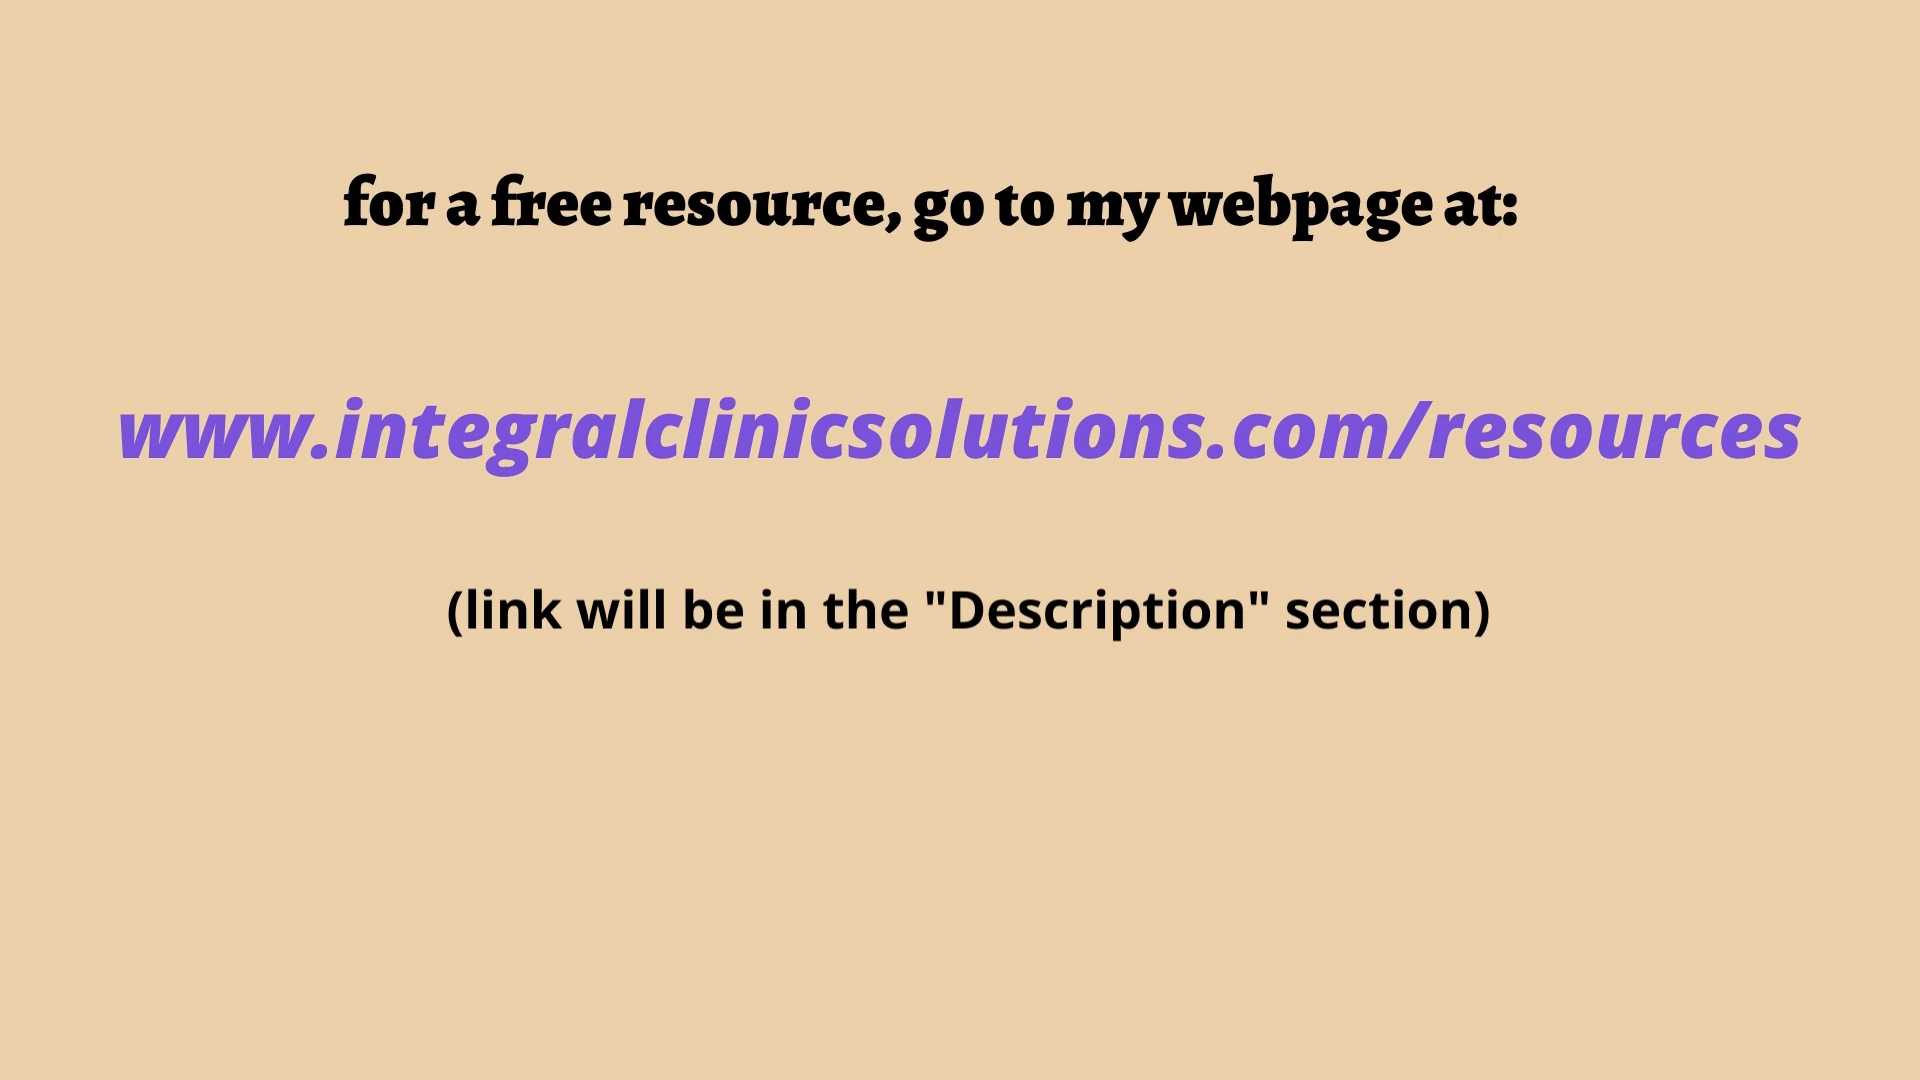 for a free resource, go to my webpage at:
www.integralclinicsolutions.com/resources
(link will be in the "Description" section)